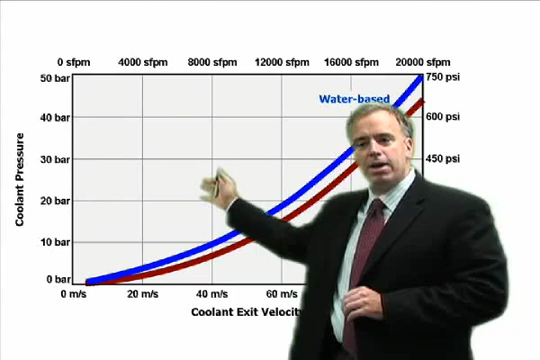 0 sfpm 4000 sfpm 8000 sfpm 12000 sfpm 16000 sfpm 20000 sfpm
50 bar 750 psi
Water-based
40 bar 600 psi
30 bar 450 psi
20 bar
10 bar
0 bar
0 m/s 20 m/s 40 m/s
Coolant Exit
Coolant Pressure